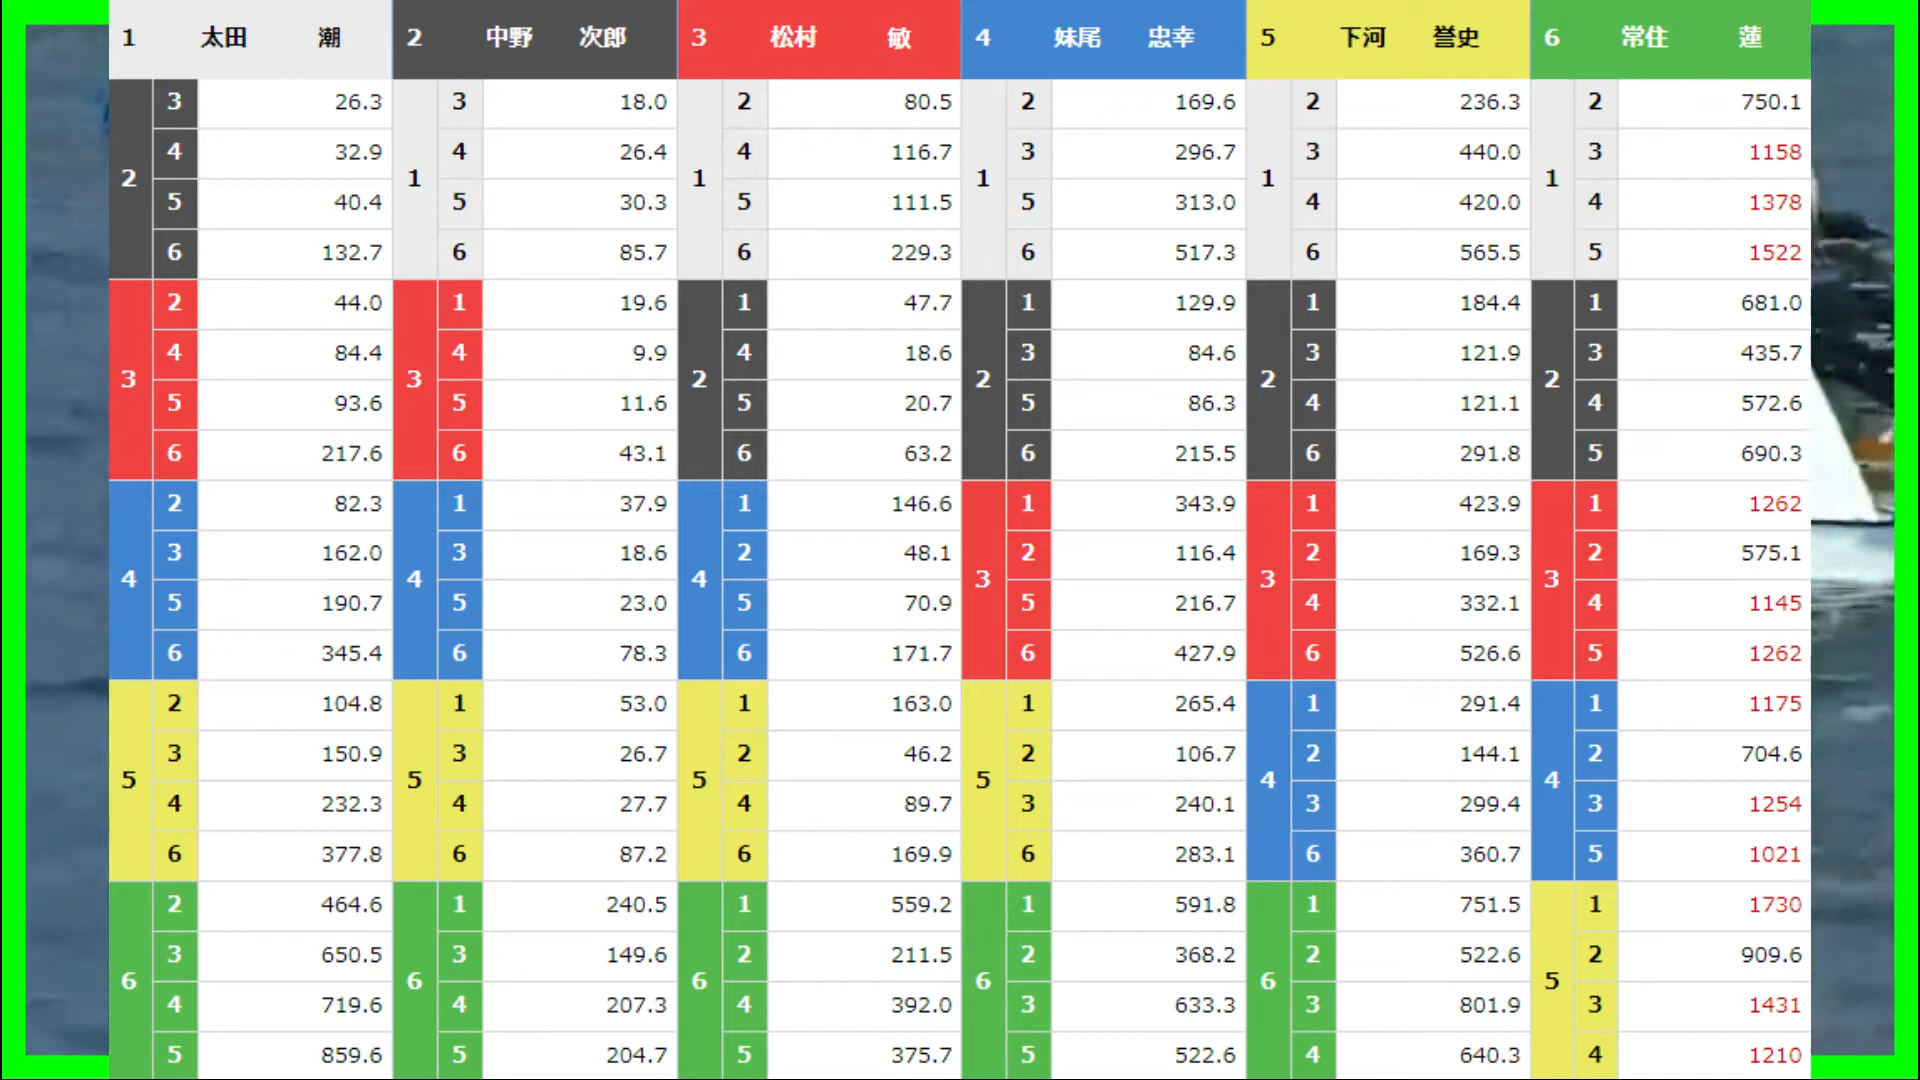 1 太田 潮 2 中野 次郎 3 松村 敏 4 妹尾 忠幸 5 下河 誉史 6 常住 蓮
2 3 26.3 1 3 18.0 1 2 80.5 1 2 169.6 1 2 236.3 1 2 750.1
4 32.9 4 26.4 4 116.7 3 296.7 3 440.0 3 1158
5 40.4 5 30.3 5 111.5 5 313.0 4 420.0 4 1378
6 132.7 6 85.7 6 229.3 6 517.3 6 565.5 5 1522
3 2 44.0 3 1 19.6 2 1 47.7 2 1 129.9 2 1 184.4 2 1 681.0
4 84.4 4 9.9 4 18.6 3 84.6 3 121.9 3 435.7
5 93.6 5 11.6 5 20.7 5 86.3 4 121.1 4 572.6
6 217.6 6 43.1 6 63.2 6 215.5 6 291.8 5 690.3
4 2 82.3 4 1 37.9 4 1 146.6 3 1 343.9 3 1 423.9 3 1 1262
3 162.0 3 18.6 2 48.1 2 116.4 2 169.3 2 575.1
5 190.7 5 23.0 5 70.9 5 216.7 4 332.1 4 1145
6 345.4 6 78.3 6 171.7 6 427.9 6 526.6 5 1262
5 2 104.8 5 1 53.0 5 1 163.0 5 1 265.4 4 1 291.4 4 1 1175
3 150.9 3 26.7 2 46.2 2 106.7 2 144.1 2 704.6
4 232.3 4 27.7 4 89.7 3 240.1 3 299.4 3 1254
6 377.8 6 87.2 6 169.9 6 283.1 6 360.7 5 1021
6 2 464.6 6 1 240.5 6 1 559.2 6 1 591.8 6 1 751.5 5 1 1730
3 650.5 3 149.6 2 211.5 2 368.2 2 522.6 2 909.6
4 719.6 4 207.3 4 392.0 3 633.3 3 801.9 3 1431
5 859.6 5 204.7 5 375.7 5 522.6 4 640.3 4 1210